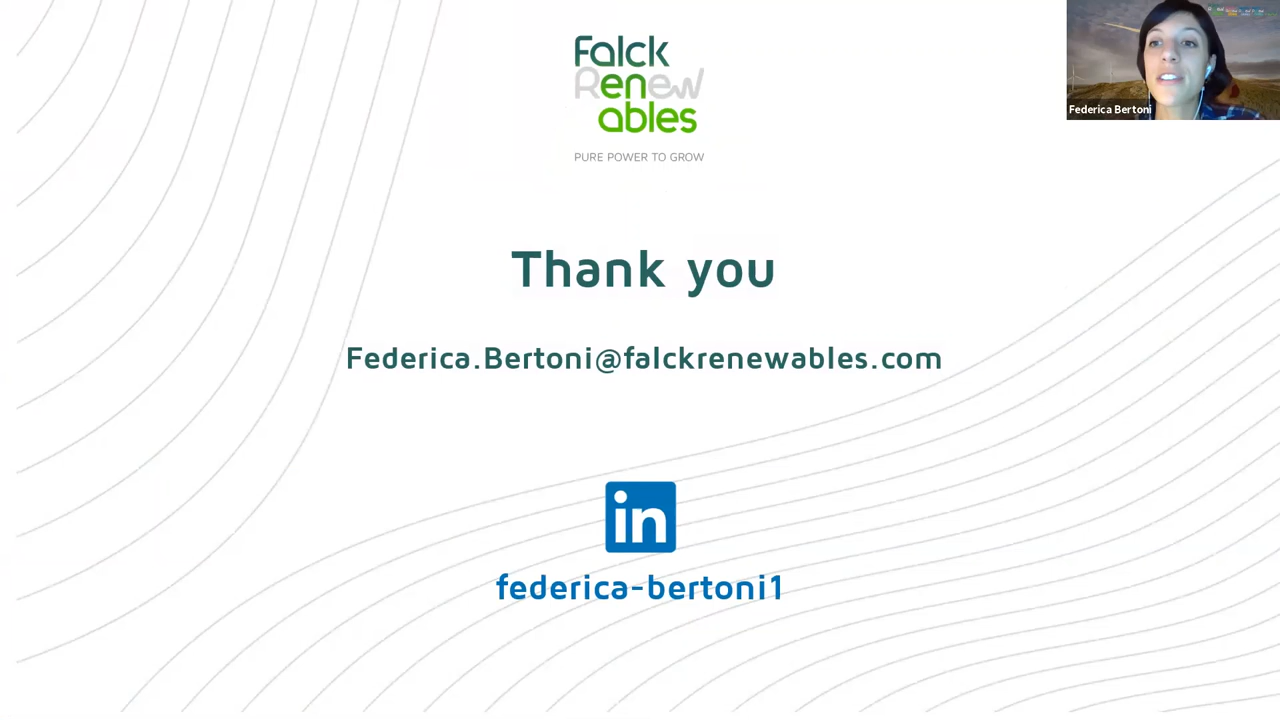 Falck
Renew
ables
PURE POWER TO GROW
Federica Bertoni
Thank you
Federica.Bertoni@falckrenewables.com
in
federica-bertoni1